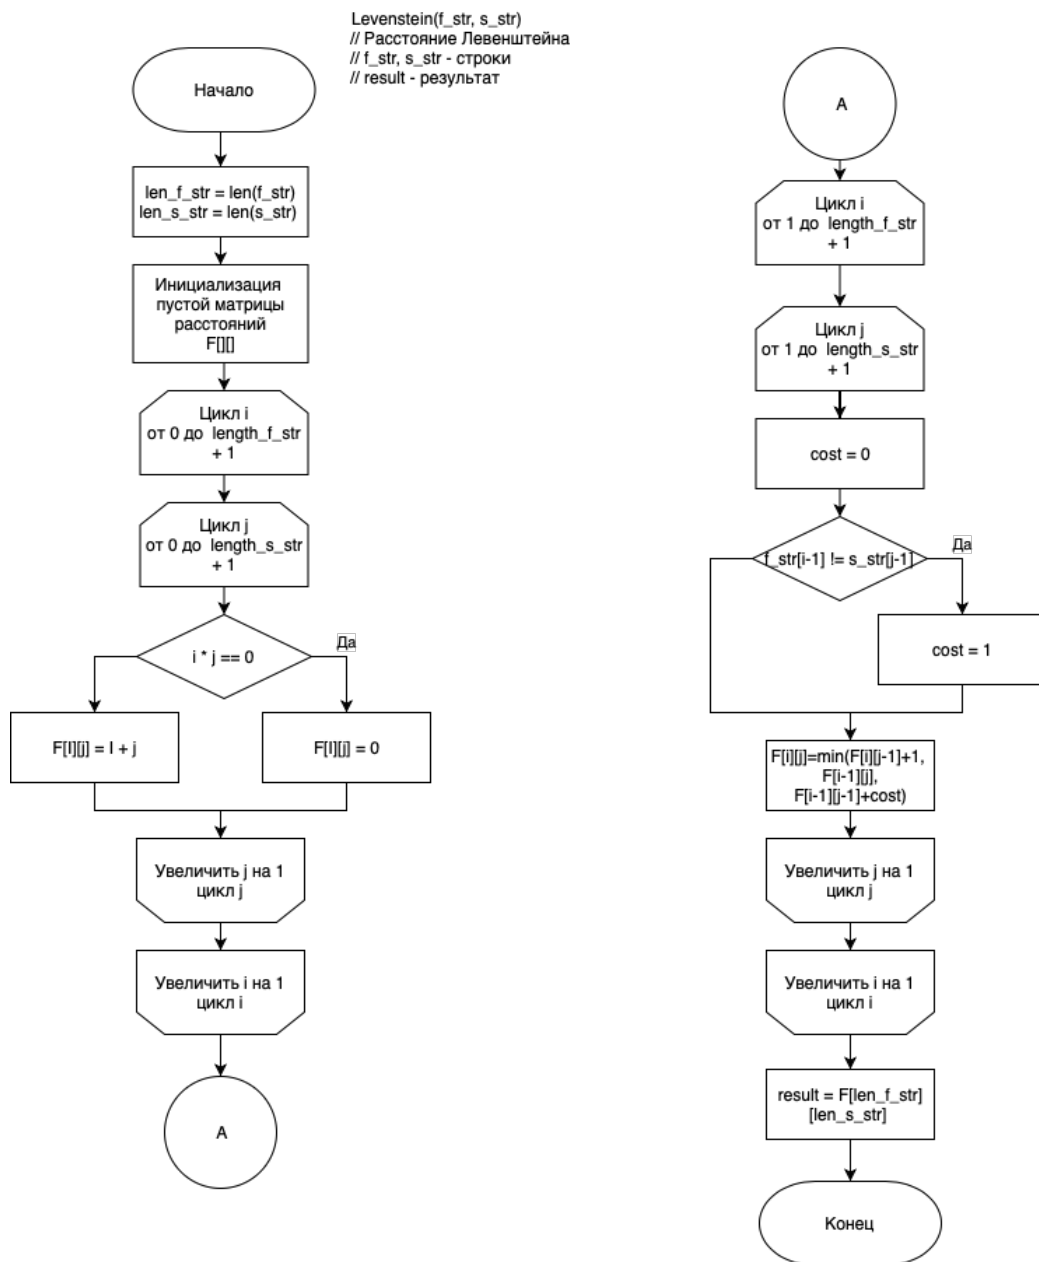 Levenstein(f_str, s_str)
// Расстояние Левенштейна
// f_str, s_str - строки
// result - результат
Начало
len_f_str = len(f_str)
len_s_str = len(s_str)
Инициализация
пустой матрицы
расстояний
F[][]
Цикл i
от 0 до length_f_str
+ 1
Цикл j
от 0 до length_s_str
+ 1
i * j == 0
Да
F[I][j] = I + j
F[I][j] = 0
Увеличить j на 1
цикл j
Увеличить i на 1
цикл i
A
A
Цикл i
от 1 до length_f_str
+ 1
Цикл j
от 1 до length_s_str
+ 1
cost = 0
f_str[i-1] != s_str[j-1]
Да
cost = 1
F[i][j]=min(F[i][j-1]+1,
F[i-1][j],
F[i-1][j-1]+cost)
Увеличить j на 1
цикл j
Увеличить i на 1
цикл i
result = F[len_f_str]
[len_s_str]
Конец